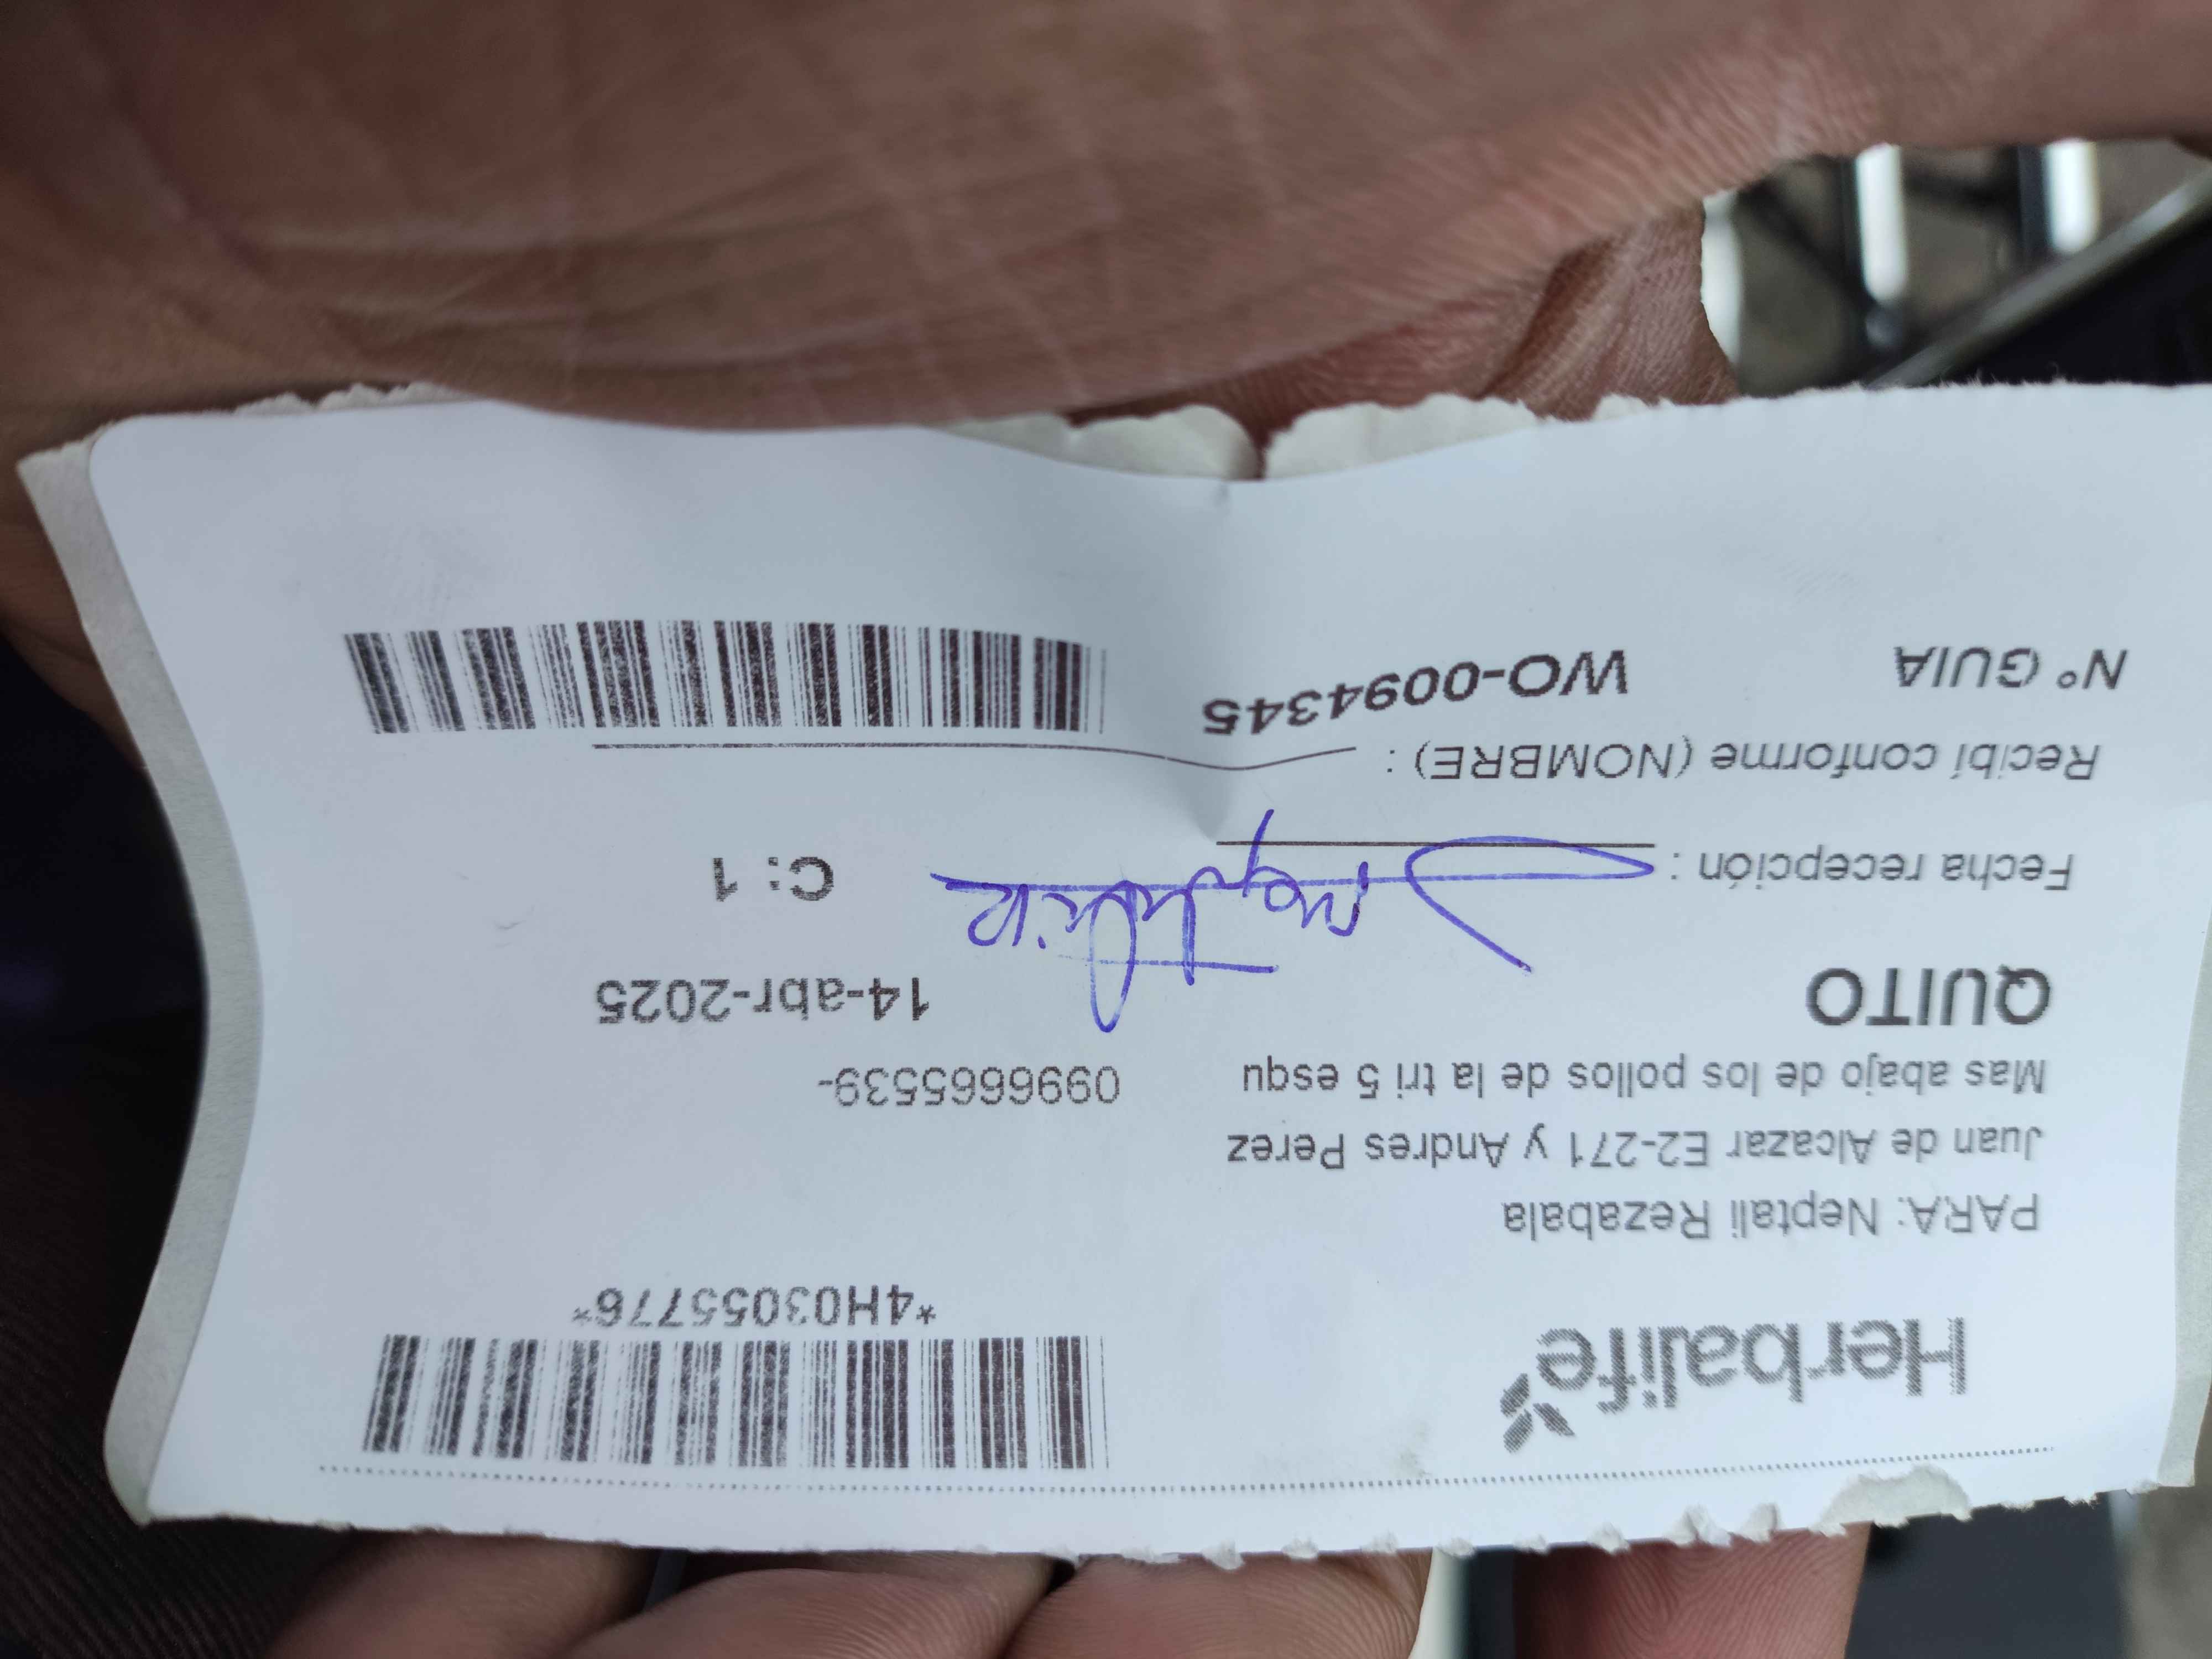 Herbalife
*4H03055776*
PARA: Neptali Rezabala
Juan de Alcazar E2-271 y Andres Perez
Mas abajo de los pollos de la tri 5 esqu
0996665539-
QUITO
14-abr-2025
Fecha recepción :
C: 1
Recibí conforme (NOMBRE) :
N° GUIA WO-0094345